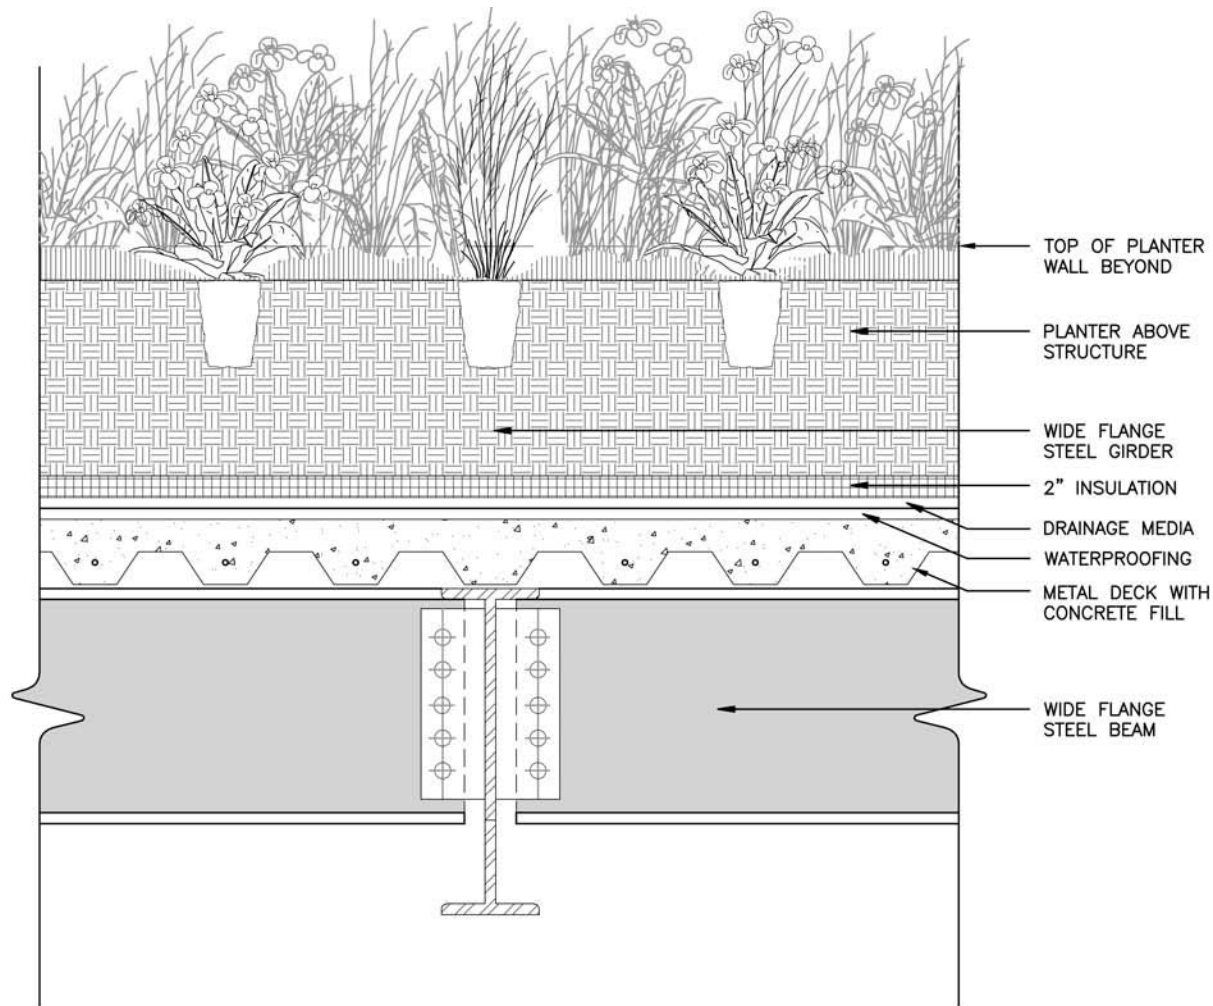 TOP OF PLANTER
WALL BEYOND
PLANTER ABOVE
STRUCTURE
WIDE FLANGE
STEEL GIRDER
2" INSULATION
DRAINAGE MEDIA
WATERPROOFING
METAL DECK WITH
CONCRETE FILL
WIDE FLANGE
STEEL BEAM